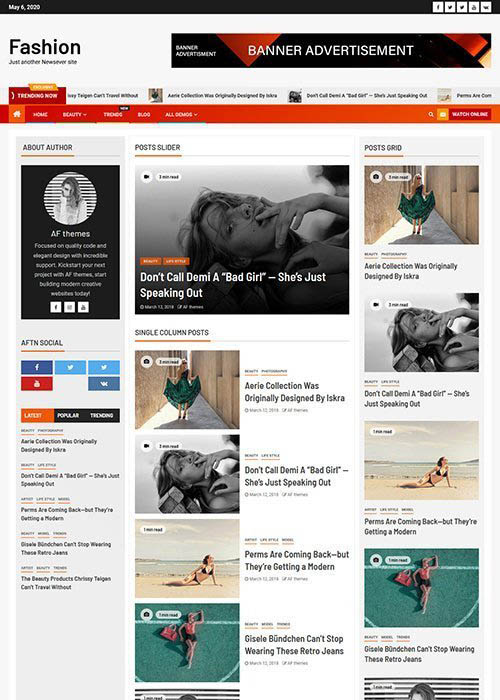 May 6, 2020
Fashion
Just another Newsever site
BANNER
ADVERTISMENT
BANNER ADVERTISEMENT
EXCLUSIVE
TRENDING NOW
issy Teigen Can't Travel Without
Aerie Collection Was Originally Designed By Iskra
Don't Call Demi A "Bad Girl" — She's Just Speaking Out
Perms Are Com
HOME
BEAUTY
TRENDS
NEW
BLOG
ALL DEMOS
WATCH ONLINE
ABOUT AUTHOR
AF themes
Focused on quality code and
elegant design with incredible
support. Kickstart your next
project with AF themes, start
building modern creative
websites today!
AFTN SOCIAL
LATEST
POPULAR
TRENDING
BEAUTY PHOTOGRAPHY
Aerie Collection Was Originally
Designed By Iskra
BEAUTY LIFE STYLE
Don't Call Demi A "Bad Girl" — She's Just
Speaking Out
ARTIST LIFE STYLE MODEL
Perms Are Coming Back—but They're
Getting a Modern
BEAUTY MODEL TRENDS
Gisele Bündchen Can't Stop Wearing
These Retro Jeans
ARTIST BEAUTY TRENDS
The Beauty Products Chrissy Teigen
Can't Travel Without
POSTS SLIDER
3 min read
BEAUTY LIFE STYLE
Don't Call Demi A "Bad Girl" — She's Just
Speaking Out
March 12, 2018 AF themes
SINGLE COLUMN POSTS
3 min read
BEAUTY PHOTOGRAPHY
Aerie Collection Was
Originally Designed By Iskra
March 12, 2018 AF themes
3 min read
BEAUTY LIFE STYLE
Don't Call Demi A "Bad Girl" —
She's Just Speaking Out
March 12, 2018 AF themes
1 min read
ARTIST LIFE STYLE MODEL
Perms Are Coming Back—but
They're Getting a Modern
March 12, 2018 AF themes
1 min read
BEAUTY MODEL TRENDS
Gisele Bündchen Can't Stop
Wearing These Retro Jeans
March 12, 2018 AF themes
1 min read
POSTS GRID
3 min read
BEAUTY PHOTOGRAPHY
Aerie Collection Was Originally
Designed By Iskra
3 min read
BEAUTY LIFE STYLE
Don't Call Demi A "Bad Girl" — She's
Just Speaking Out
1 min read
ARTIST LIFE STYLE MODEL
Perms Are Coming Back—but They're
Getting a Modern
1 min read
BEAUTY MODEL TRENDS
Gisele Bündchen Can't Stop
Wearing These Retro Jeans
1 min read